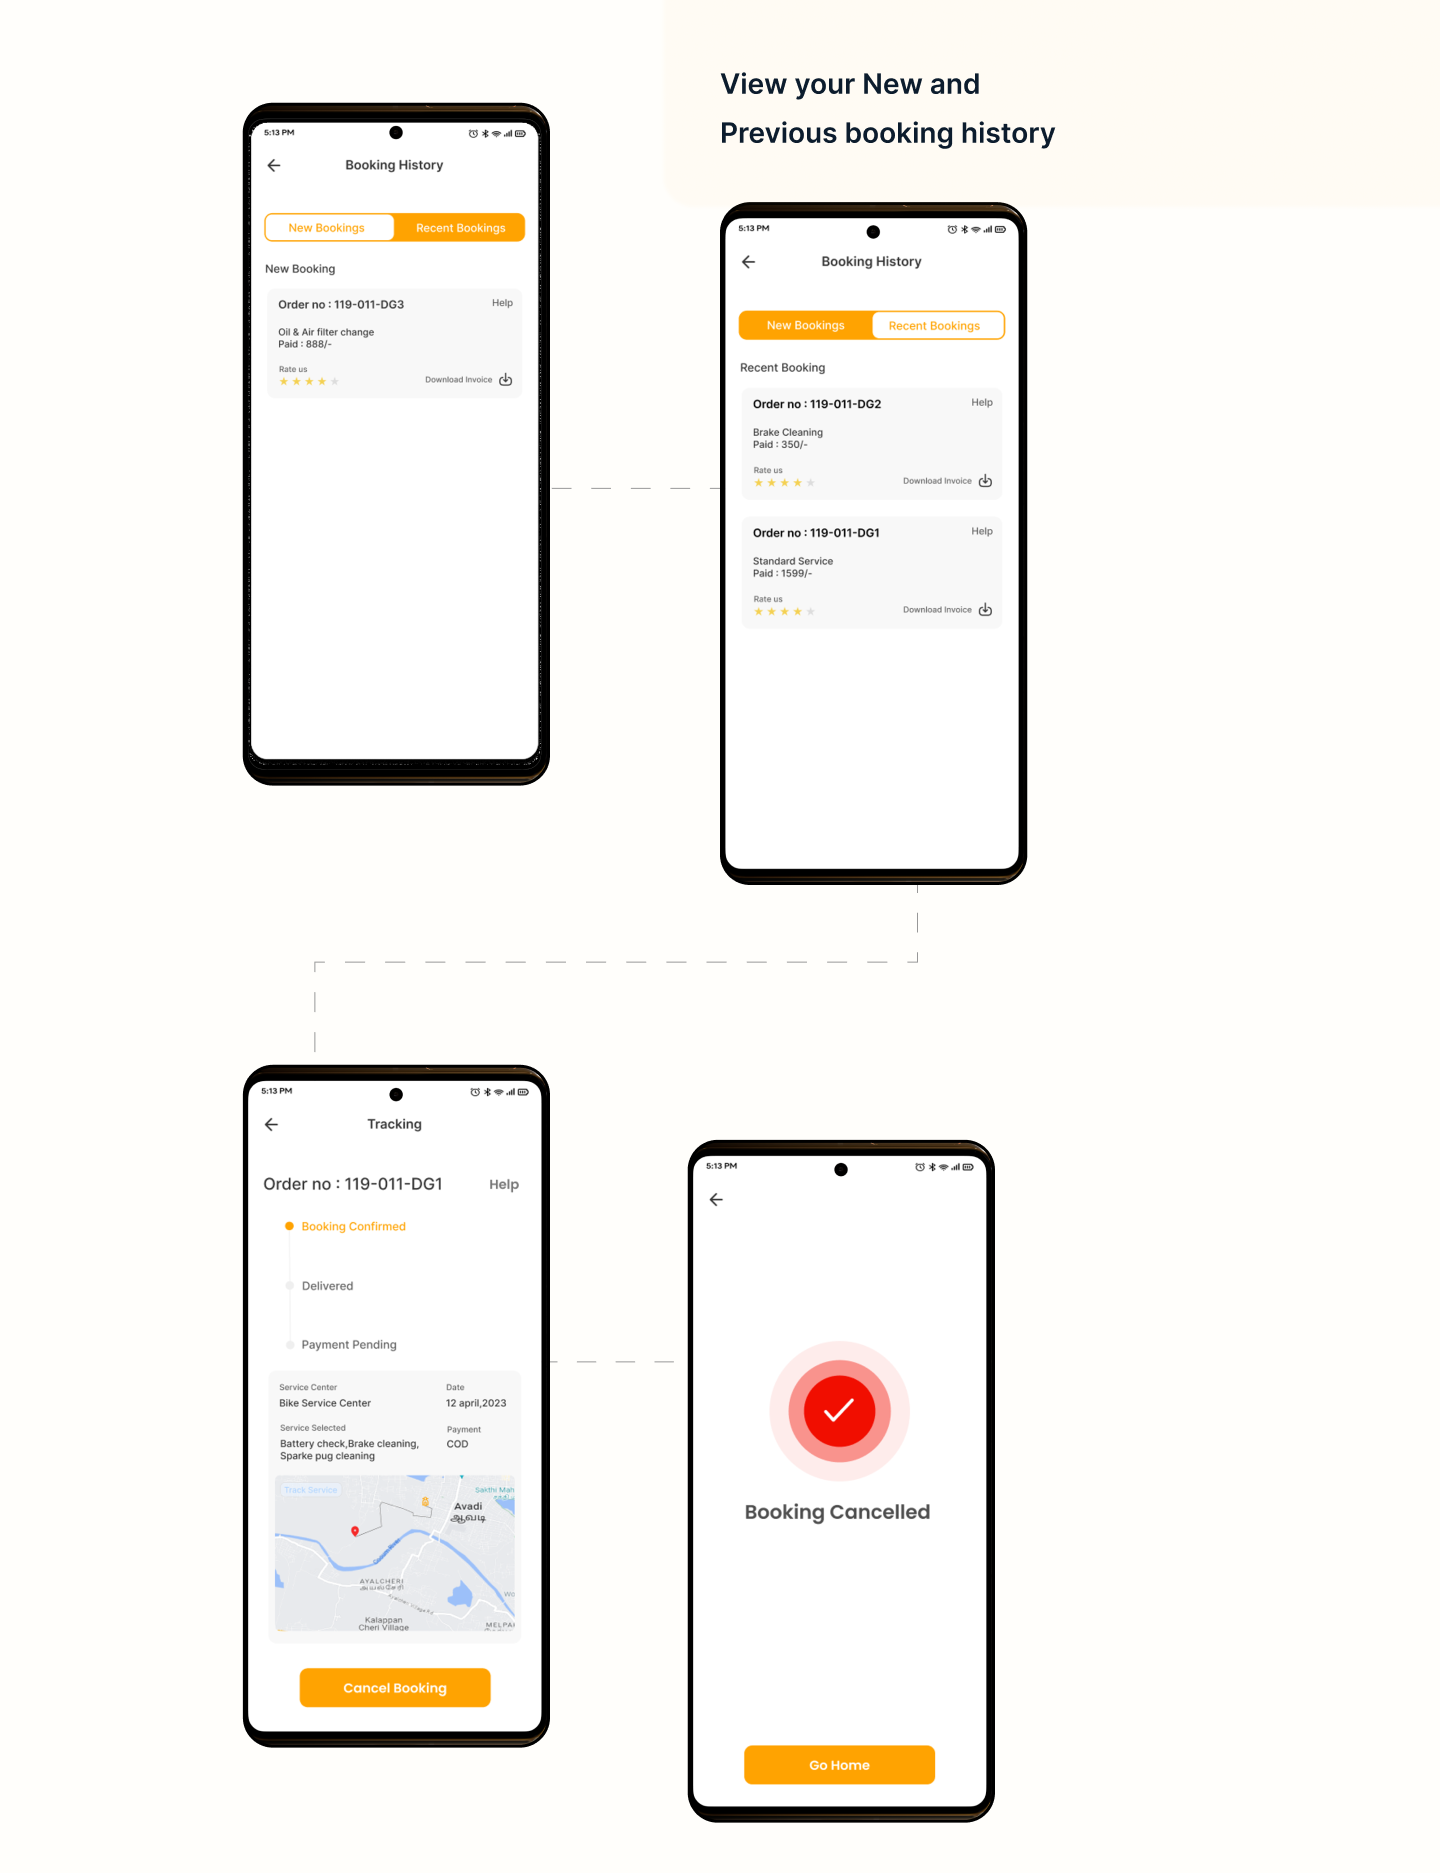 View your New and
Previous booking history
5:13 PM
Booking History
New Bookings
Recent Bookings
New Booking
Order no : 119-011-DG3
Help
Oil & Air filter change
Paid : 888/-
Rate us
Download Invoice
5:13 PM
Booking History
New Bookings
Recent Bookings
Recent Booking
Order no : 119-011-DG2
Help
Brake Cleaning
Paid : 350/-
Rate us
Download Invoice
Order no : 119-011-DG1
Help
Standard Service
Paid : 1599/-
Rate us
Download Invoice
5:13 PM
Tracking
Order no : 119-011-DG1
Help
Booking Confirmed
Delivered
Payment Pending
Service Center
Date
Bike Service Center
12 april,2023
Service Selected
Payment
Battery check,Brake cleaning,
COD
Sparke pug cleaning
Track Service
Sakthi Mah
Avadi
ஆவடி
AYALCHERI
அயல்சேரி
Kalappan
Cheri Village
MELPA
Cancel Booking
5:13 PM
Booking Cancelled
Go Home